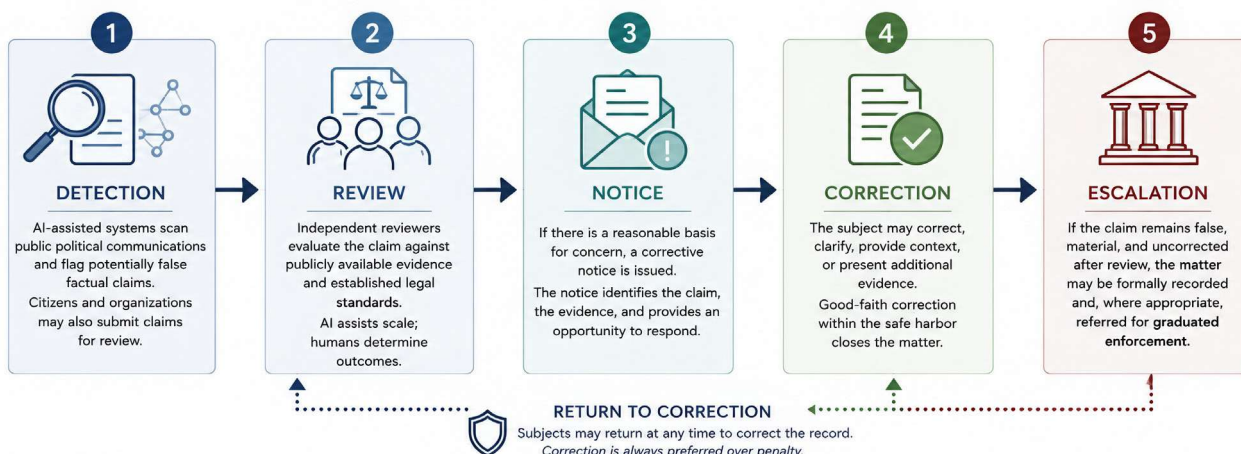 1
DETECTION
AI-assisted systems scan
public political communications
and flag potentially false
factual claims.
Citizens and organizations
may also submit claims
for review.
2
REVIEW
Independent reviewers
evaluate the claim against
publicly available evidence
and established legal
standards.
AI assists scale;
humans determine
outcomes.
3
!
NOTICE
If there is a reasonable basis
for concern, a corrective
notice is issued.
The notice identifies the claim,
the evidence, and provides an
opportunity to respond.
4
CORRECTION
The subject may correct,
clarify, provide context,
or present additional
evidence.
Good-faith correction
within the safe harbor
closes the matter.
5
ESCALATION
If the claim remains false,
material, and uncorrected
after review, the matter
may be formally recorded
and, where appropriate,
referred for graduated
enforcement.
RETURN TO CORRECTION
Subjects may return at any time to correct the record.
Correction is always preferred over penalty.